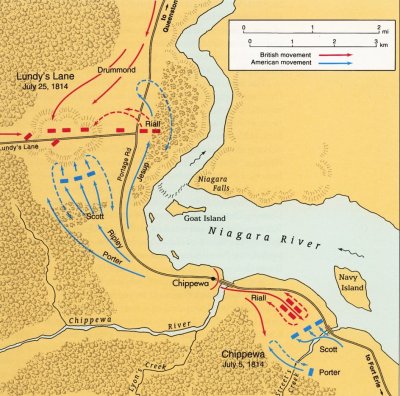 to → Queenston
0
1
2
mi
0
1
2
3
km
British movement
American movement
Drummond
Lundy's Lane
July 25, 1814
Riall
Lundy's Lane
Portage Rd
Jesup
Niagara
Falls
Scott
Goat Island
Ripley
Niagara River
Porter
Chippewa
Navy
Island
Riall
Chippewa
River
Scott
Chippewa
July 5, 1814
Porter
Lyon's Creek
Street's
Creek
to Fort Erie